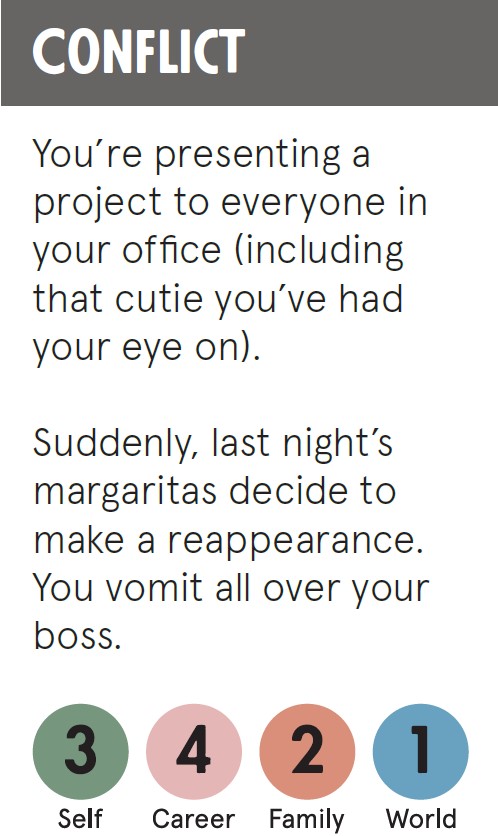 CONFLICT
You’re presenting a
project to everyone in
your office (including
that cutie you’ve had
your eye on).
Suddenly, last night’s
margaritas decide to
make a reappearance.
You vomit all over your
boss.
3 4 2 1
Self Career Family World